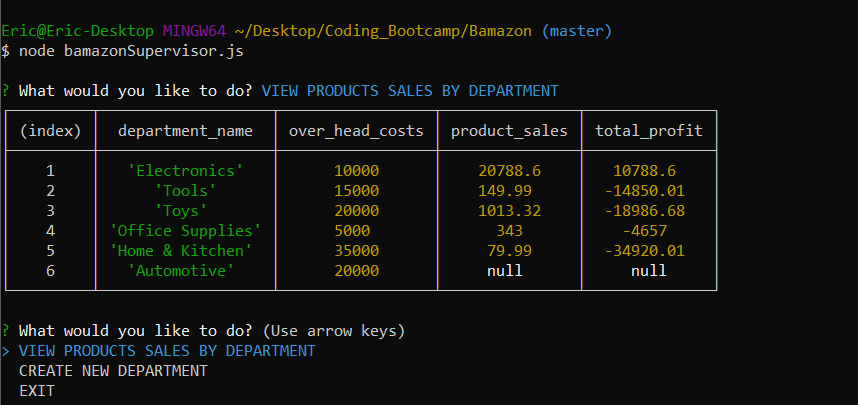 Eric@Eric-Desktop MINGW64 ~/Desktop/Coding_Bootcamp/Bamazon (master)
$ node bamazonSupervisor.js
? What would you like to do? VIEW PRODUCTS SALES BY DEPARTMENT
(index) department_name over_head_costs product_sales total_profit
1 'Electronics' 10000 20788.6 10788.6
2 'Tools' 15000 149.99 -14850.01
3 'Toys' 20000 1013.32 -18986.68
4 'Office Supplies' 5000 343 -4657
5 'Home & Kitchen' 35000 79.99 -34920.01
6 'Automotive' 20000 null null
? What would you like to do? (Use arrow keys)
> VIEW PRODUCTS SALES BY DEPARTMENT
CREATE NEW DEPARTMENT
EXIT